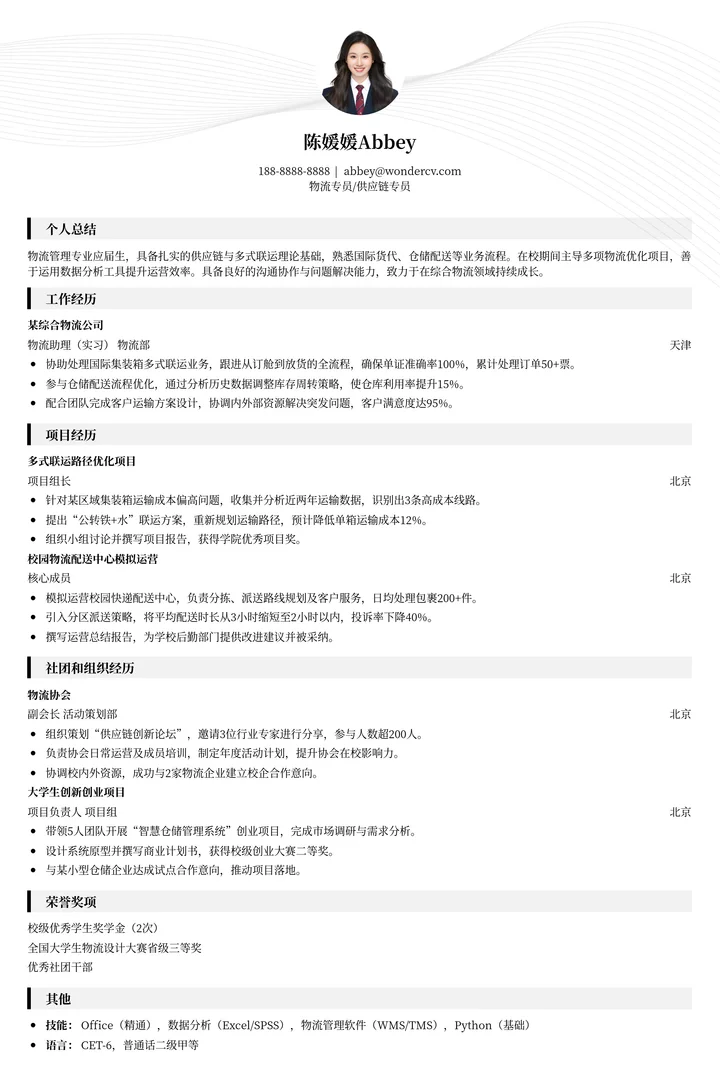 陈媛媛Abbey
188-8888-8888 | abbey@wondercv.com
物流专员/供应链专员
个人总结
物流管理专业应届生，具备扎实的供应链与多式联运理论基础，熟悉国际货代、仓储配送等业务流程。在校期间主导多项物流优化项目，善
于运用数据分析工具提升运营效率。具备良好的沟通协作与问题解决能力，致力于在综合物流领域持续成长。
工作经历
某综合物流公司
物流助理（实习） 物流部 天津
• 协助处理国际集装箱多式联运业务，跟进从订舱到放货的全流程，确保单证准确率100%，累计处理订单50+票。
• 参与仓储配送流程优化，通过分析历史数据调整库存周转策略，使仓库利用率提升15%。
• 配合团队完成客户运输方案设计，协调内外部资源解决突发问题，客户满意度达95%。
项目经历
多式联运路径优化项目
项目组长 北京
• 针对某区域集装箱运输成本偏高问题，收集并分析近两年运输数据，识别出3条高成本线路。
• 提出“公转铁+水”联运方案，重新规划运输路径，预计降低单箱运输成本12%。
• 组织小组讨论并撰写项目报告，获得学院优秀项目奖。
校园物流配送中心模拟运营
核心成员 北京
• 模拟运营校园快递配送中心，负责分拣、派送路线规划及客户服务，日均处理包裹200+件。
• 引入分区派送策略，将平均配送时长从3小时缩短至2小时以内，投诉率下降40%。
• 撰写运营总结报告，为学校后勤部门提供改进建议并被采纳。
社团和组织经历
物流协会
副会长 活动策划部 北京
• 组织策划“供应链创新论坛”，邀请3位行业专家进行分享，参与人数超200人。
• 负责协会日常运营及成员培训，制定年度活动计划，提升协会在校影响力。
• 协调校内外资源，成功与2家物流企业建立校企合作意向。
大学生创新创业项目
项目负责人 项目组 北京
• 带领5人团队开展“智慧仓储管理系统”创业项目，完成市场调研与需求分析。
• 设计系统原型并撰写商业计划书，获得校级创业大赛二等奖。
• 与某小型仓储企业达成试点合作意向，推动项目落地。
荣誉奖项
校级优秀学生奖学金（2次）
全国大学生物流设计大赛省级三等奖
优秀社团干部
其他
• 技能： Office（精通），数据分析（Excel/SPSS），物流管理软件（WMS/TMS），Python（基础）
• 语言： CET-6，普通话二级甲等